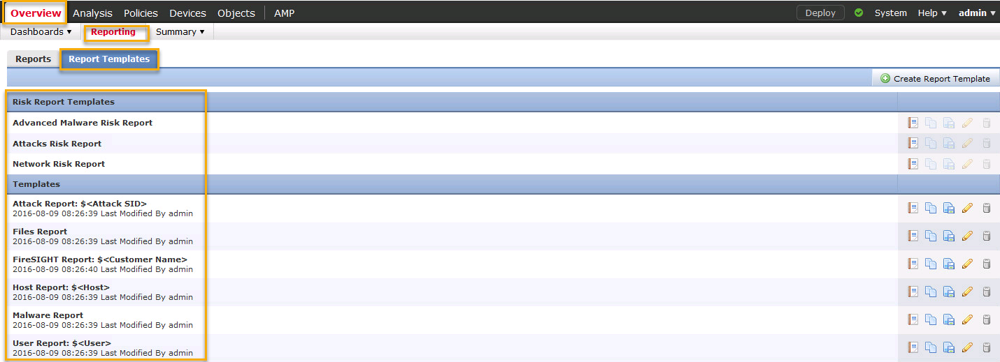 Overview Analysis Policies Devices Objects AMP Deploy System Help admin
Dashboards Reporting Summary
Reports Report Templates
Create Report Template
Risk Report Templates
Advanced Malware Risk Report
Attacks Risk Report
Network Risk Report
Templates
Attack Report: $<Attack SID>
2016-08-09 08:26:39 Last Modified By admin
Files Report
2016-08-09 08:26:39 Last Modified By admin
FireSIGHT Report: $<Customer Name>
2016-08-09 08:26:40 Last Modified By admin
Host Report: $<Host>
2016-08-09 08:26:39 Last Modified By admin
Malware Report
2016-08-09 08:26:39 Last Modified By admin
User Report: $<User>
2016-08-09 08:26:39 Last Modified By admin